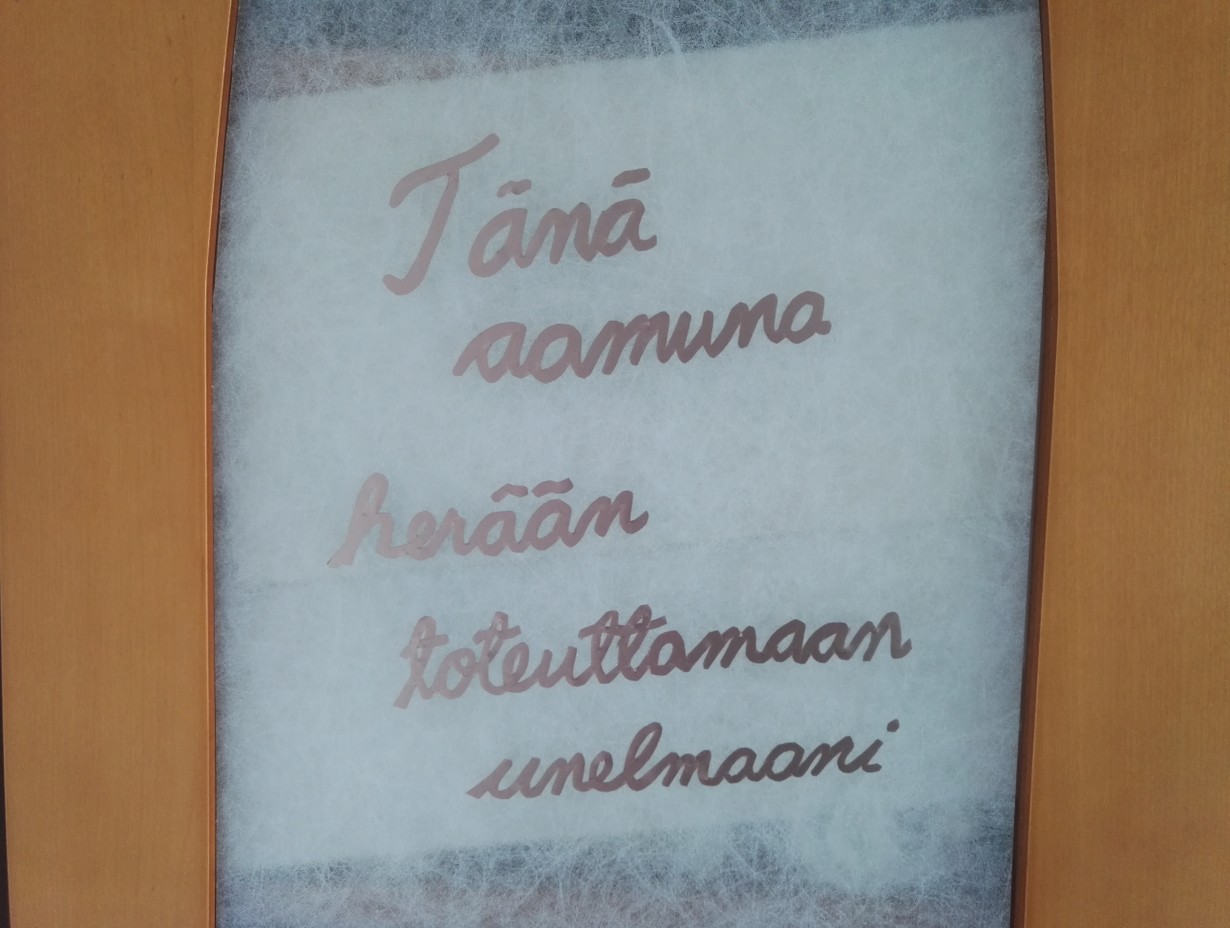 Tänä
aamuna
herään
toteuttamaan
unelmaani